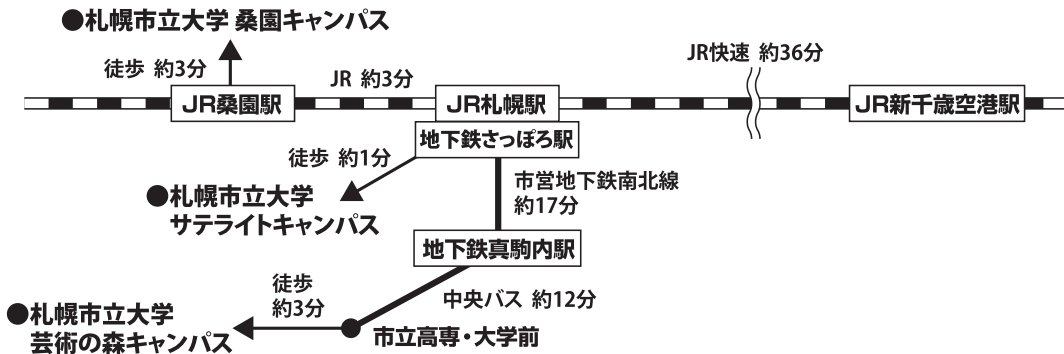 ●札幌市立大学 桑園キャンパス
徒歩 約3分
JR 約3分
JR快速 約36分
JR桑園駅
JR札幌駅
JR新千歳空港駅
地下鉄さっぽろ駅
徒歩 約1分
●札幌市立大学
サテライトキャンパス
市営地下鉄南北線
約17分
地下鉄真駒内駅
中央バス 約12分
徒歩
約3分
●札幌市立大学
芸術の森キャンパス
市立高専・大学前